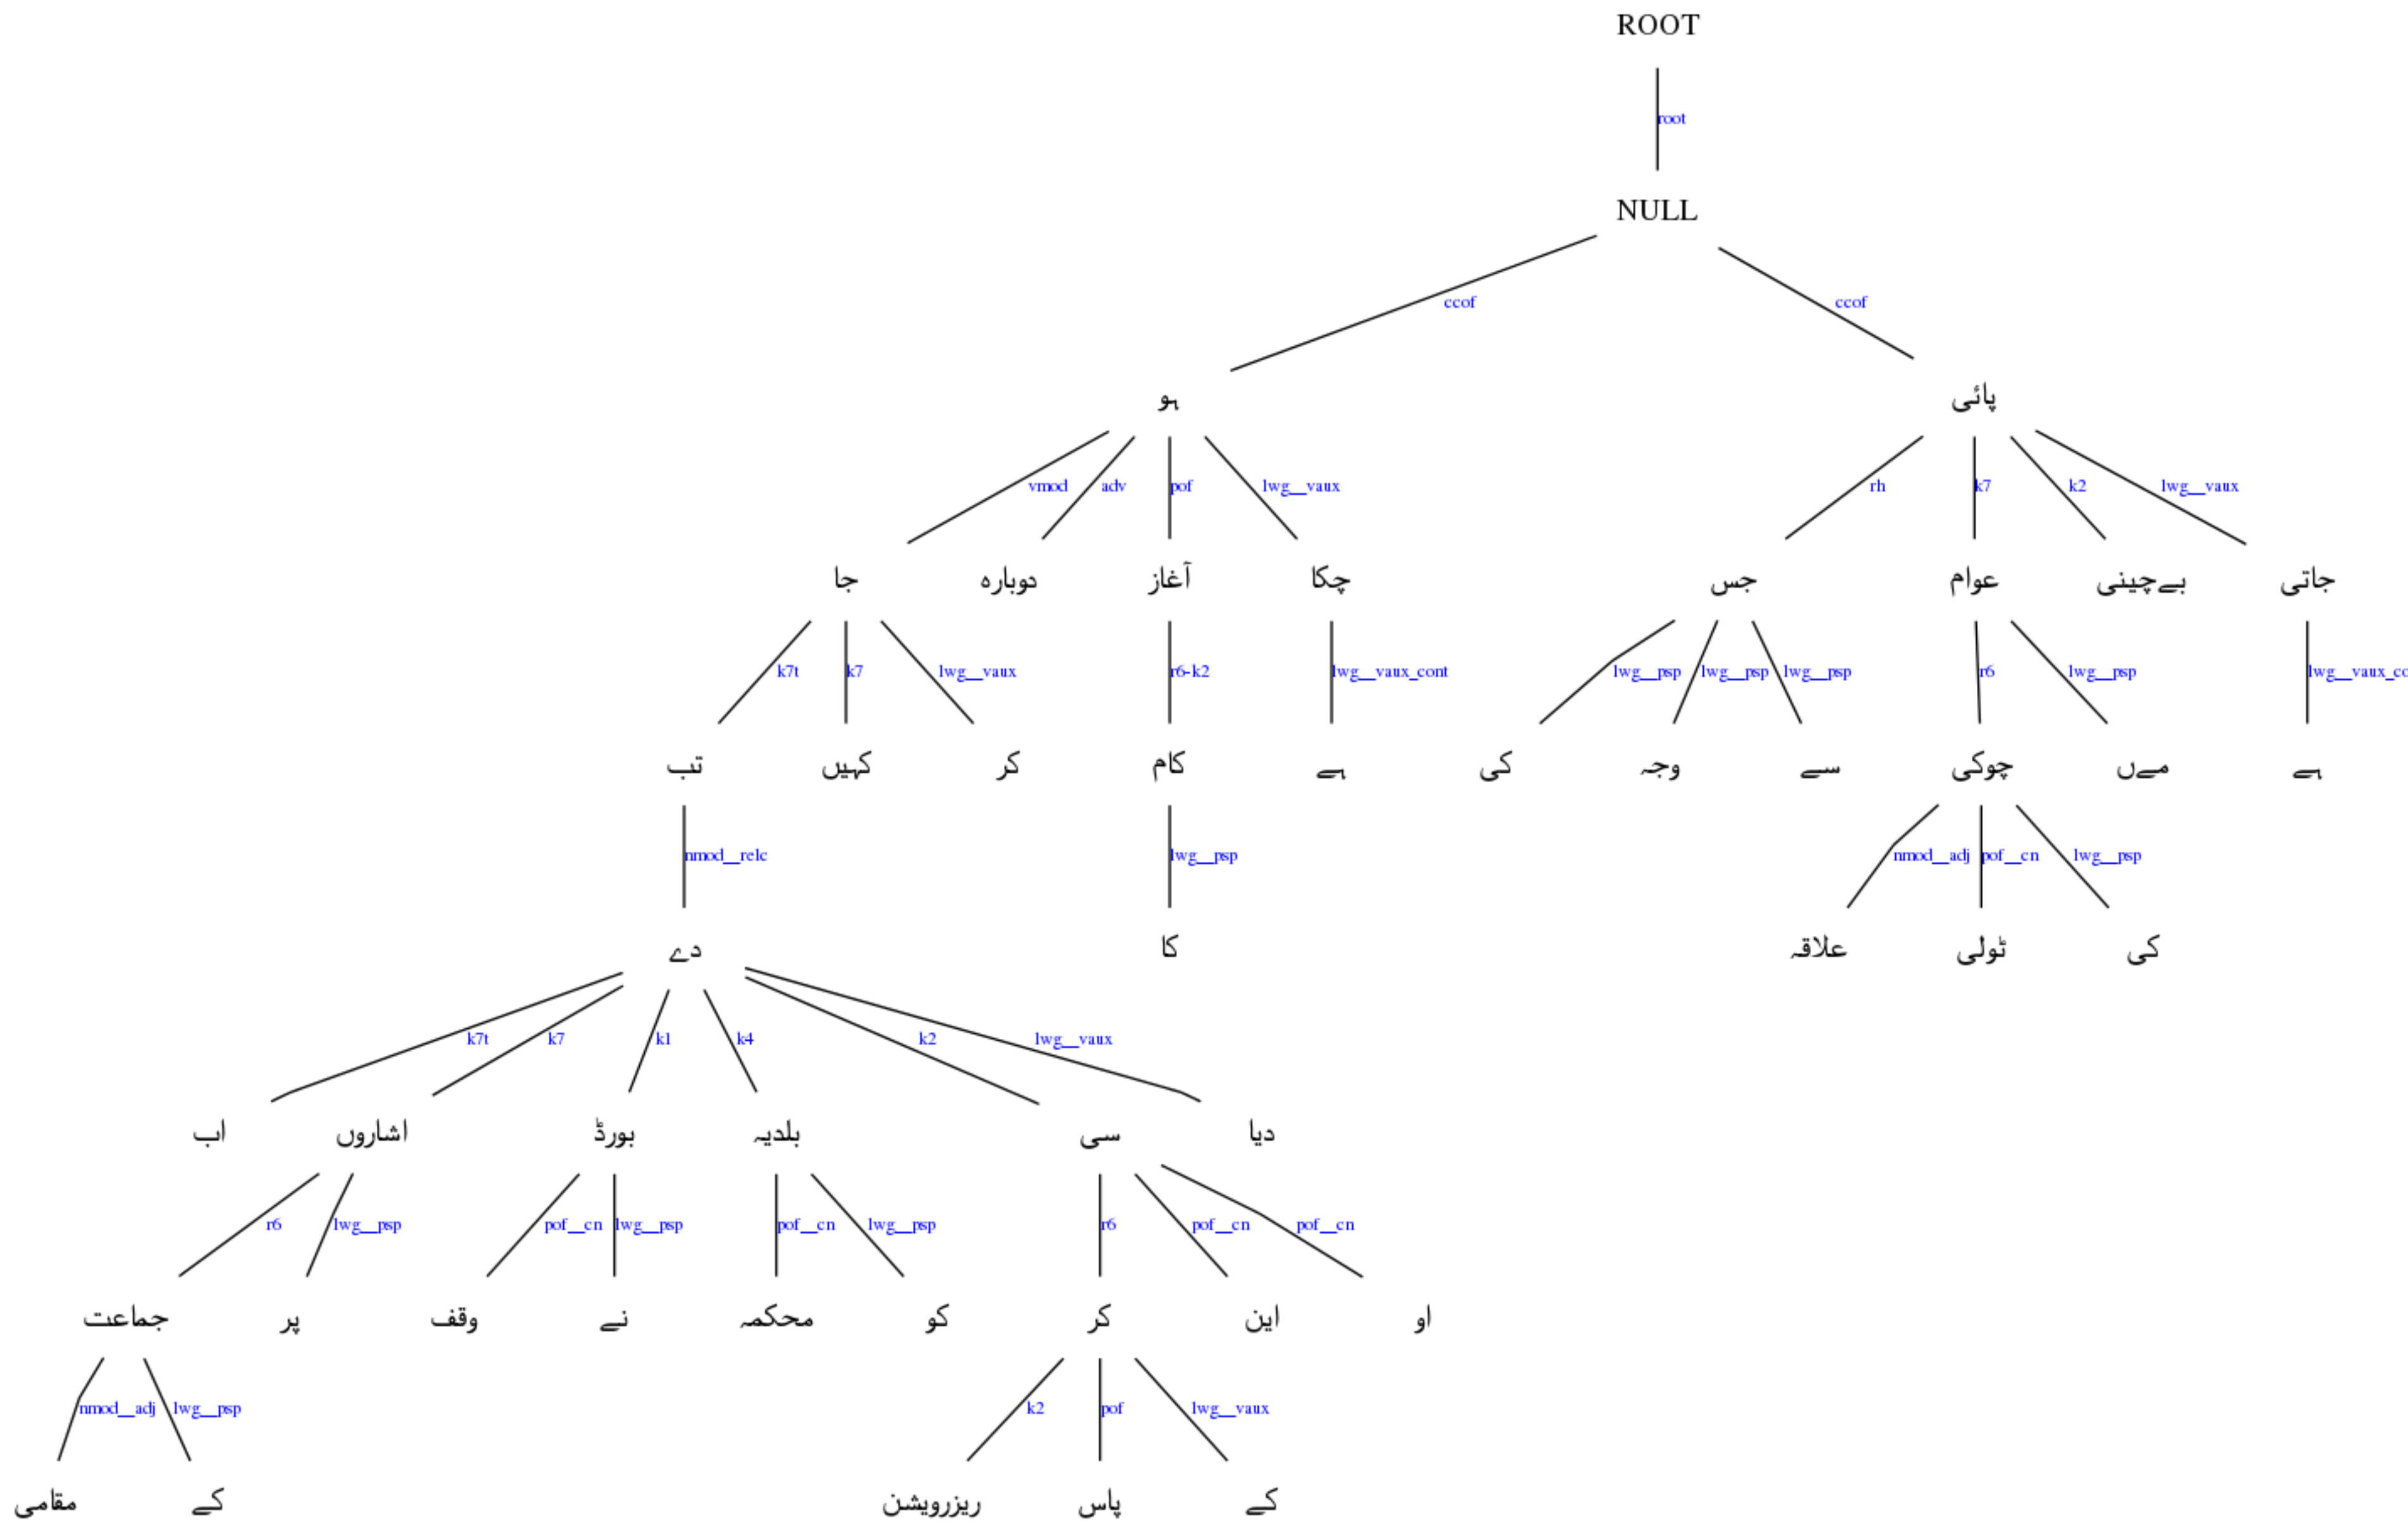 ROOT
root
NULL
ccof ccof
ہو پائی
vmod adv pof lwg__vaux rh k7 k2 lwg__vaux
جا دوبارہ آغاز چکا جس عوام بےچینی جاتی
k7t k7 lwg__vaux r6-k2 lwg__vaux_cont lwg__psp lwg__psp lwg__psp r6 lwg__psp lwg__vaux_co
تب کہیں کر کام ہے کی وجہ سے چوکی مےں ہے
nmod__relc lwg__psp nmod__adj pof__cn lwg__psp
دے کا علاقہ ٹولی کی
k7t k7 k1 k4 k2 lwg__vaux
اب اشاروں بورڈ بلدیہ سی دیا
r6 lwg__psp pof__cn lwg__psp pof__cn lwg__psp r6 pof__cn pof__cn
جماعت پر وقف نے محکمہ کو کر این او
nmod__adj lwg__psp k2 pof lwg__vaux
مقامی کے ریزرویشن پاس کے